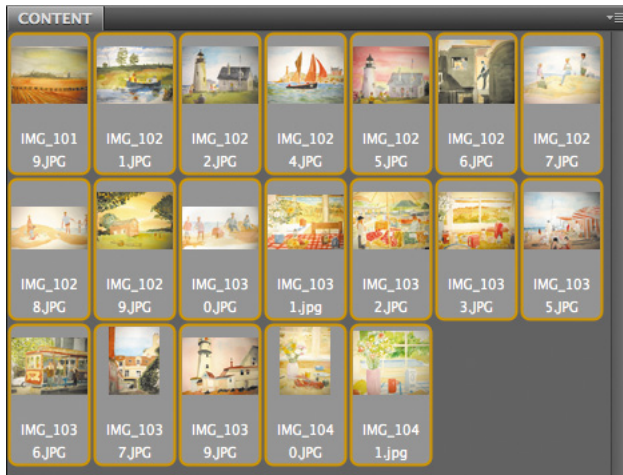 CONTENT
IMG_101 IMG_102 IMG_102 IMG_102 IMG_102 IMG_102 IMG_102
9.JPG 1.JPG 2.JPG 4.JPG 5.JPG 6.JPG 7.JPG
IMG_102 IMG_102 IMG_103 IMG_103 IMG_103 IMG_103 IMG_103
8.JPG 9.JPG 0.JPG 1.jpg 2.JPG 3.JPG 5.JPG
IMG_103 IMG_103 IMG_103 IMG_104 IMG_104
6.JPG 7.JPG 9.JPG 0.JPG 1.jpg